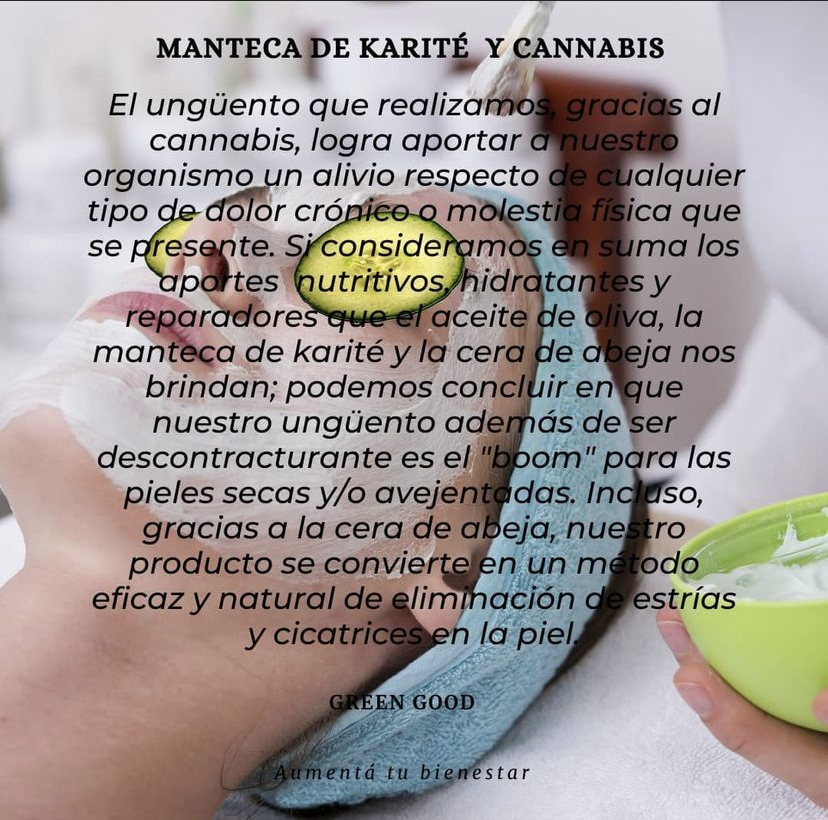 MANTECA DE KARITÉ Y CANNABIS
El ungüento que realizamos, gracias al
cannabis, logra aportar a nuestro
organismo un alivio respecto de cualquier
tipo de dolor crónico o molestia física que
se presente. Si consideramos en suma los
aportes nutritivos, hidratantes y
reparadores que el aceite de oliva, la
manteca de karité y la cera de abeja nos
brindan; podemos concluir en que
nuestro ungüento además de ser
descontracturante es el "boom" para las
pieles secas y/o avejentadas. Incluso,
gracias a la cera de abeja, nuestro
producto se convierte en un método
eficaz y natural de eliminación de estrías
y cicatrices en la piel.
GREEN GOOD
Aumentá tu bienestar